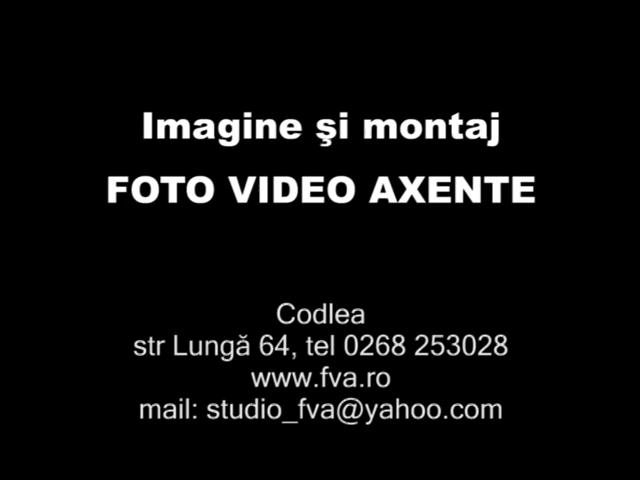 Imagine şi montaj
FOTO VIDEO AXENTE
Codlea
str Lungă 64, tel 0268 253028
www.fva.ro
mail: studio_fva@yahoo.com